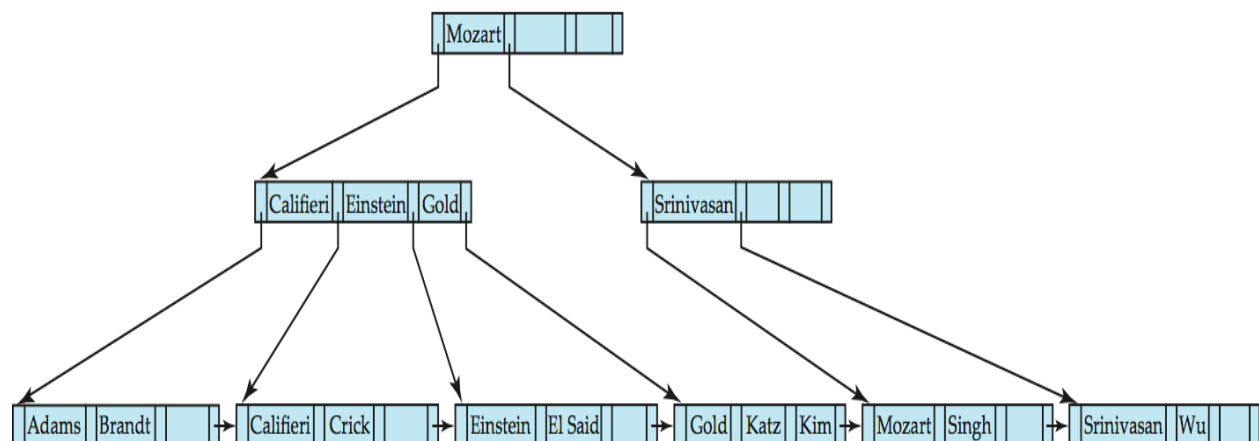 Mozart
Califieri Einstein Gold Srinivasan
Adams Brandt Califieri Crick Einstein El Said Gold Katz Kim Mozart Singh Srinivasan Wu